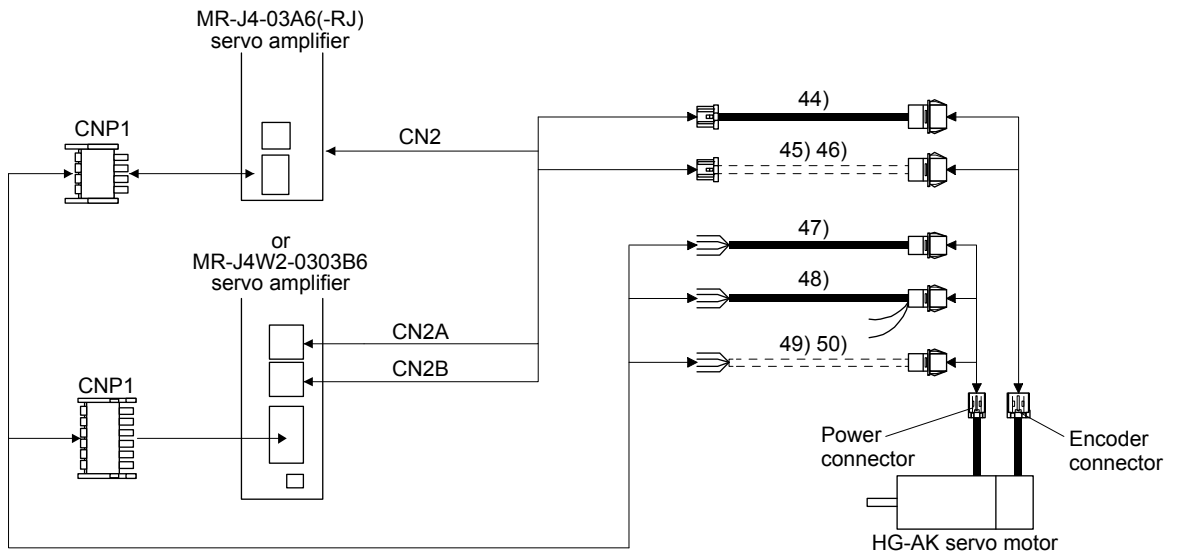 MR-J4-03A6(-RJ)
servo amplifier
CNP1
CN2
44)
45) 46)
or
MR-J4W2-0303B6
servo amplifier
47)
48)
CN2A
49) 50)
CN2B
CNP1
Power
connector
Encoder
connector
HG-AK servo motor